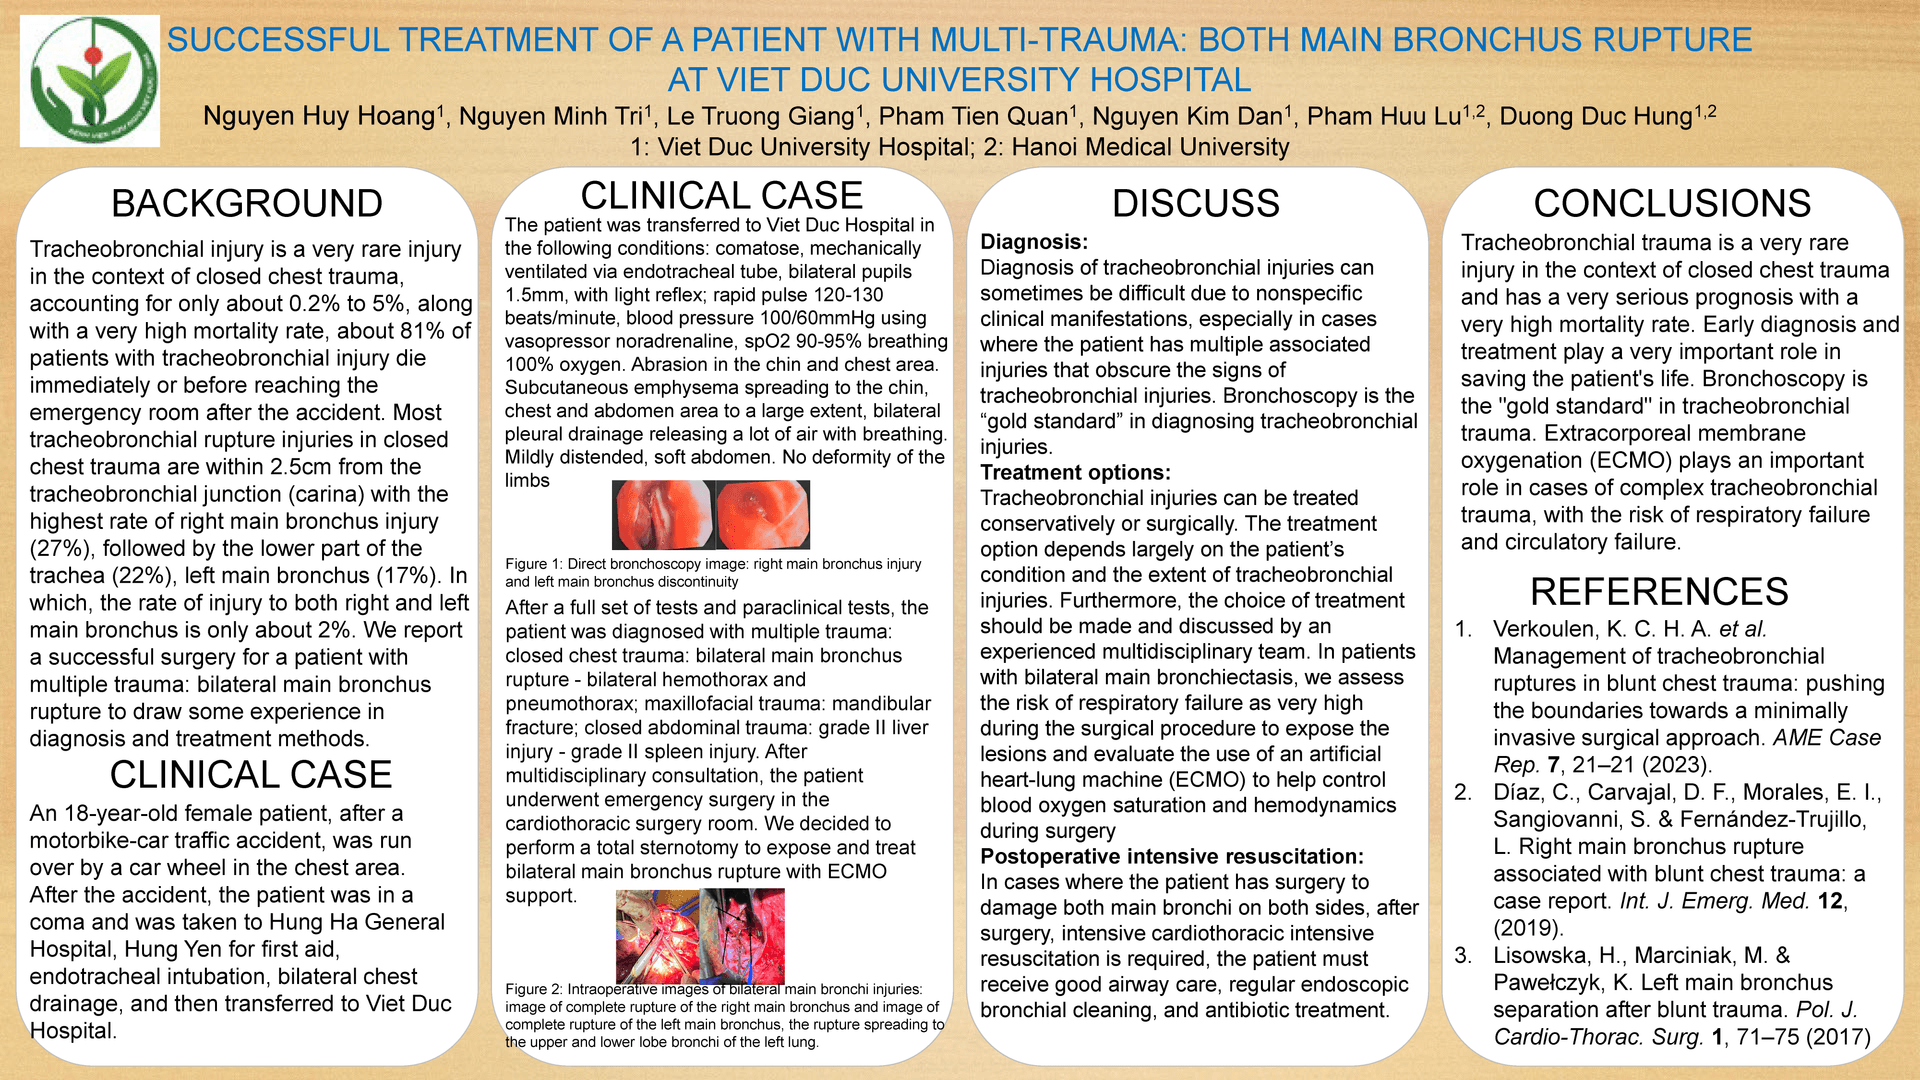 SUCCESSFUL TREATMENT OF A PATIENT WITH MULTI-TRAUMA: BOTH MAIN BRONCHUS RUPTURE
AT VIET DUC UNIVERSITY HOSPITAL
Nguyen Huy Hoang1, Nguyen Minh Tri1, Le Truong Giang1, Pham Tien Quan1, Nguyen Kim Dan1, Pham Huu Lu1,2, Duong Duc Hung1,2
1: Viet Duc University Hospital; 2: Hanoi Medical University
BACKGROUND
Tracheobronchial injury is a very rare injury
in the context of closed chest trauma,
accounting for only about 0.2% to 5%, along
with a very high mortality rate, about 81% of
patients with tracheobronchial injury die
immediately or before reaching the
emergency room after the accident. Most
tracheobronchial rupture injuries in closed
chest trauma are within 2.5cm from the
tracheobronchial junction (carina) with the
highest rate of right main bronchus injury
(27%), followed by the lower part of the
trachea (22%), left main bronchus (17%). In
which, the rate of injury to both right and left
main bronchus is only about 2%. We report
a successful surgery for a patient with
multiple trauma: bilateral main bronchus
rupture to draw some experience in
diagnosis and treatment methods.
CLINICAL CASE
An 18-year-old female patient, after a
motorbike-car traffic accident, was run
over by a car wheel in the chest area.
After the accident, the patient was in a
coma and was taken to Hung Ha General
Hospital, Hung Yen for first aid,
endotracheal intubation, bilateral chest
drainage, and then transferred to Viet Duc
Hospital.
CLINICAL CASE
The patient was transferred to Viet Duc Hospital in
the following conditions: comatose, mechanically
ventilated via endotracheal tube, bilateral pupils
1.5mm, with light reflex; rapid pulse 120-130
beats/minute, blood pressure 100/60mmHg using
vasopressor noradrenaline, spO2 90-95% breathing
100% oxygen. Abrasion in the chin and chest area.
Subcutaneous emphysema spreading to the chin,
chest and abdomen area to a large extent, bilateral
pleural drainage releasing a lot of air with breathing.
Mildly distended, soft abdomen. No deformity of the
limbs
Figure 1: Direct bronchoscopy image: right main bronchus injury
and left main bronchus discontinuity
After a full set of tests and paraclinical tests, the
patient was diagnosed with multiple trauma:
closed chest trauma: bilateral main bronchus
rupture - bilateral hemothorax and
pneumothorax; maxillofacial trauma: mandibular
fracture; closed abdominal trauma: grade II liver
injury - grade II spleen injury. After
multidisciplinary consultation, the patient
underwent emergency surgery in the
cardiothoracic surgery room. We decided to
perform a total sternotomy to expose and treat
bilateral main bronchus rupture with ECMO
support.
Figure 2: Intraoperative images of bilateral main bronchi injuries:
image of complete rupture of the right main bronchus and image of
complete rupture of the left main bronchus, the rupture spreading to
the upper and lower lobe bronchi of the left lung.
DISCUSS
Diagnosis:
Diagnosis of tracheobronchial injuries can
sometimes be difficult due to nonspecific
clinical manifestations, especially in cases
where the patient has multiple associated
injuries that obscure the signs of
tracheobronchial injuries. Bronchoscopy is the
“gold standard” in diagnosing tracheobronchial
injuries.
Treatment options:
Tracheobronchial injuries can be treated
conservatively or surgically. The treatment
option depends largely on the patient’s
condition and the extent of tracheobronchial
injuries. Furthermore, the choice of treatment
should be made and discussed by an
experienced multidisciplinary team. In patients
with bilateral main bronchiectasis, we assess
the risk of respiratory failure as very high
during the surgical procedure to expose the
lesions and evaluate the use of an artificial
heart-lung machine (ECMO) to help control
blood oxygen saturation and hemodynamics
during surgery
Postoperative intensive resuscitation:
In cases where the patient has surgery to
damage both main bronchi on both sides, after
surgery, intensive cardiothoracic intensive
resuscitation is required, the patient must
receive good airway care, regular endoscopic
bronchial cleaning, and antibiotic treatment.
CONCLUSIONS
Tracheobronchial trauma is a very rare
injury in the context of closed chest trauma
and has a very serious prognosis with a
very high mortality rate. Early diagnosis and
treatment play a very important role in
saving the patient's life. Bronchoscopy is
the "gold standard" in tracheobronchial
trauma. Extracorporeal membrane
oxygenation (ECMO) plays an important
role in cases of complex tracheobronchial
trauma, with the risk of respiratory failure
and circulatory failure.
REFERENCES
1. Verkoulen, K. C. H. A. et al.
Management of tracheobronchial
ruptures in blunt chest trauma: pushing
the boundaries towards a minimally
invasive surgical approach. AME Case
Rep. 7, 21–21 (2023).
2. Díaz, C., Carvajal, D. F., Morales, E. I.,
Sangiovanni, S. & Fernández-Trujillo,
L. Right main bronchus rupture
associated with blunt chest trauma: a
case report. Int. J. Emerg. Med. 12,
(2019).
3. Lisowska, H., Marciniak, M. &
Pawełczyk, K. Left main bronchus
separation after blunt trauma. Pol. J.
Cardio-Thorac. Surg. 1, 71–75 (2017)